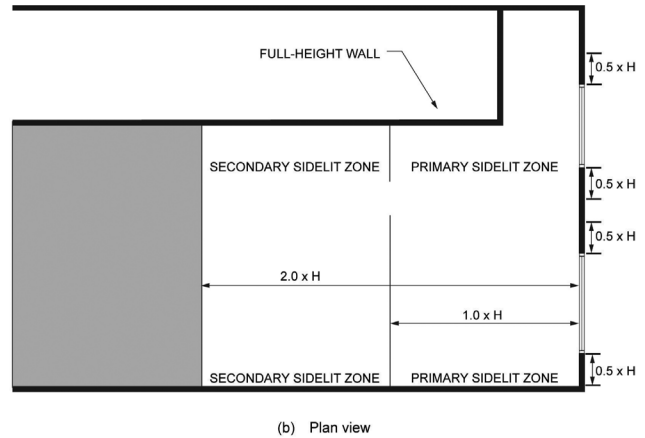 FULL-HEIGHT WALL
0.5 x H
SECONDARY SIDELIT ZONE
PRIMARY SIDELIT ZONE
0.5 x H
0.5 x H
2.0 x H
1.0 x H
SECONDARY SIDELIT ZONE
PRIMARY SIDELIT ZONE
0.5 x H
(b) Plan view